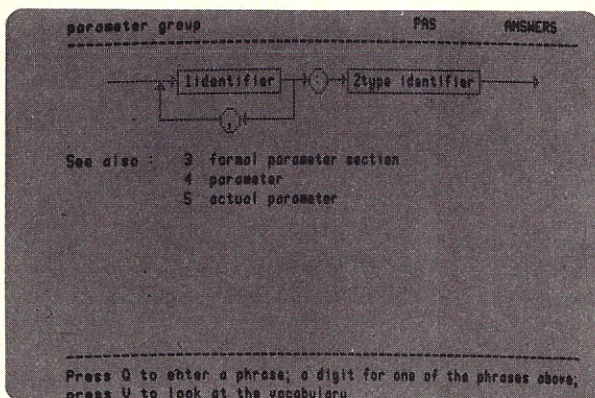 parameter group PAS ANSWERS
1identifier : 2type identifier
,
See also : 3 formal parameter section
4 parameter
5 actual parameter
Press Q to enter a phrase; a digit for one of the phrases above;
press V to look at the vocabulary